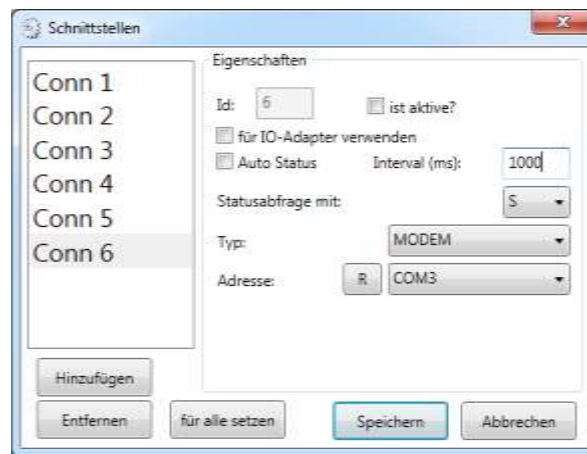 Schnittstellen
Conn 1
Conn 2
Conn 3
Conn 4
Conn 5
Conn 6
Eigenschaften
Id: 6 ist aktive?
für IO-Adapter verwenden
Auto Status Interval (ms): 1000
Statusabfrage mit: S
Typ: MODEM
Adresse: R COM3
Hinzufügen
Entfernen für alle setzen Speichern Abbrechen